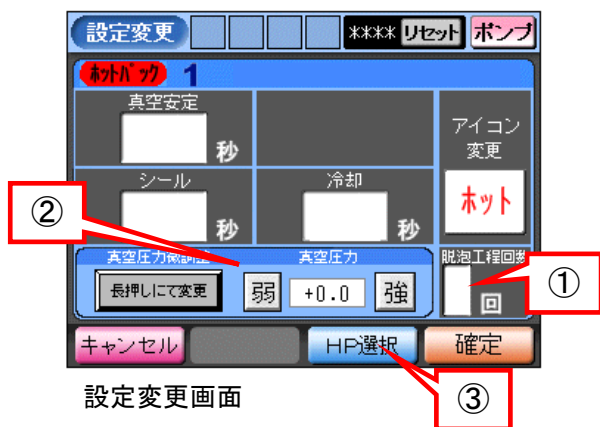 設定変更 **** リセット ポンプ
ホットパック 1
真空安定
秒
アイコン
変更
シール 冷却
ホット
秒 秒
②
真空圧力微調整 真空圧力 脱泡工程回数
長押しにて変更 弱 +0.0 強 回 ①
キャンセル HP選択 確定
設定変更画面 ③